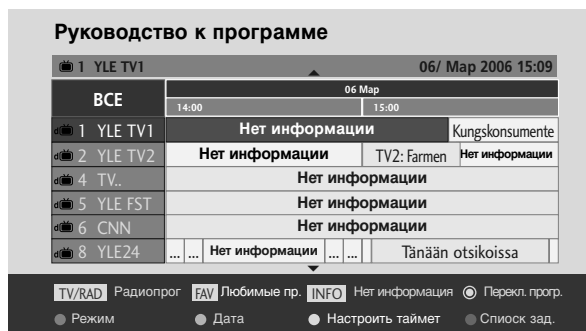 Руководство к программе
1 YLE TV1 06/ Мар 2006 15:09
ВСЕ 06 Мар
14:00 15:00
1 YLE TV1 Нет информации Kungskonsumente
2 YLE TV2 Нет информации TV2: Farmen Нет информации
4 TV.. Нет информации
5 YLE FST Нет информации
6 CNN Нет информации
8 YLE24 ... ... Нет информации ... ... Tänään otsikoissa
TV/RAD Радиопрог FAV Любимые пр. INFO Нет информация Перекл. прогр.
Режим Дата Настроить таймет Спиоск зад.